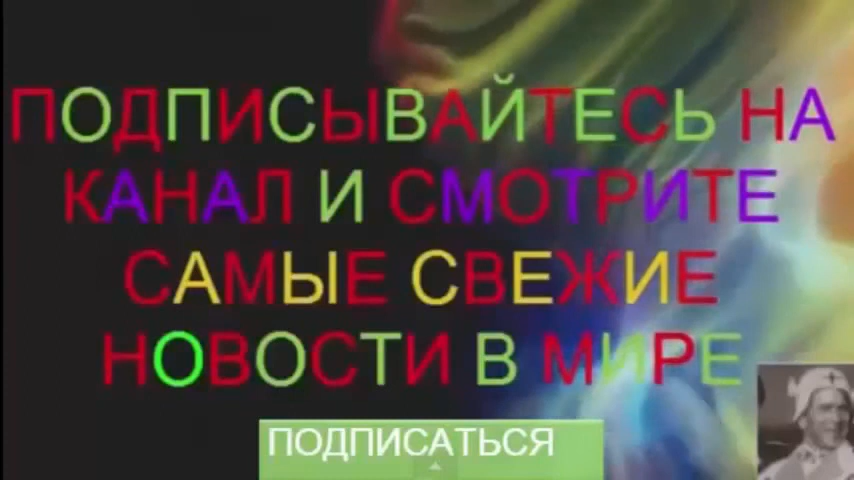 ПОДПИСЫВАЙТЕСЬ НА
КАНАЛ И СМОТРИТЕ
САМЫЕ СВЕЖИЕ
НОВОСТИ В МИРЕ
ПОДПИСАТЬСЯ